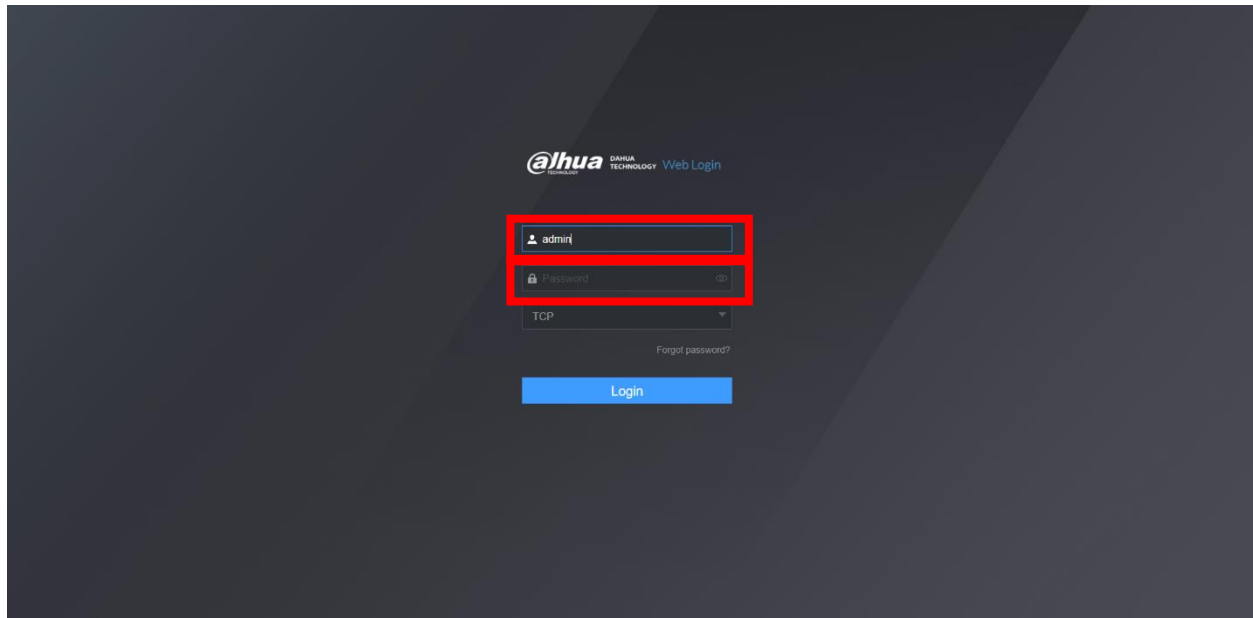 alhua DAHUA TECHNOLOGY Web Login
TECHNOLOGY
admin
Password
TCP
Forgot password?
Login